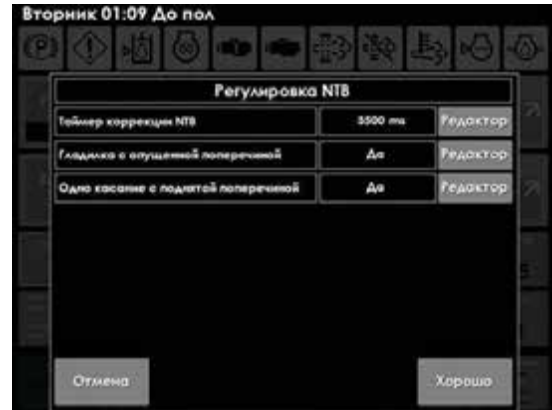 Вторник 01:09 До пол
Регулировка NTB
Таймер коррекции NTB 3500 ms Редактор
Гладилка с опущенной поперечиной Да Редактор
Одно касание с поднятой поперечиной Да Редактор
Отмена Хорошо